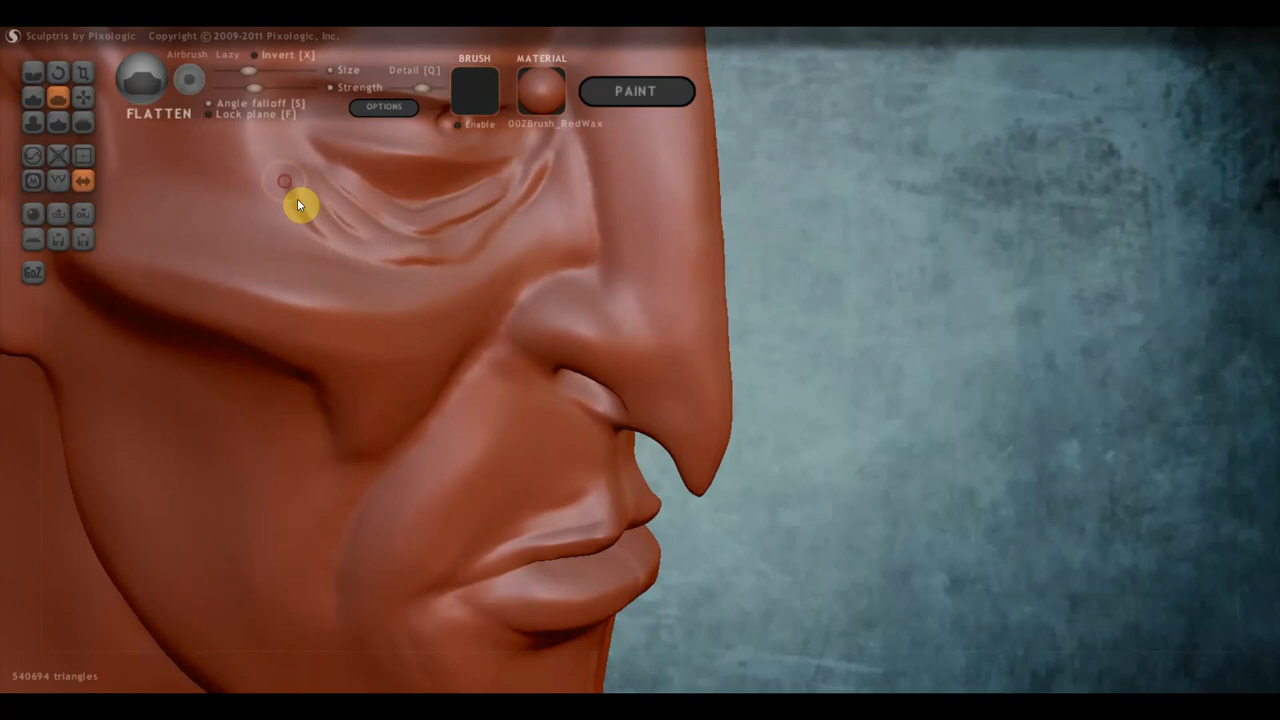 Sculptris by Pixologic Copyright © 2009-2011 Pixologic, Inc.
Airbrush Lazy Invert [X]
Size Detail [Q]
Strength
Angle falloff [S]
Lock plane [F]
OPTIONS
FLATTEN
BRUSH
Enable
MATERIAL
00ZBrush_RedWax
PAINT
GoZ
540694 triangles